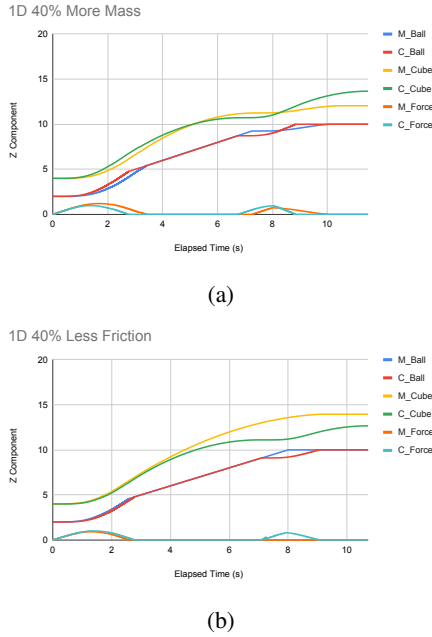 1D 40% More Mass
20
15
10
5
0
0 2 4 6 8 10
Z Component
Elapsed Time (s)
M_Ball
C_Ball
M_Cube
C_Cube
M_Force
C_Force
(a)
1D 40% Less Friction
20
15
10
5
0
0 2 4 6 8 10
Z Component
Elapsed Time (s)
M_Ball
C_Ball
M_Cube
C_Cube
M_Force
C_Force
(b)